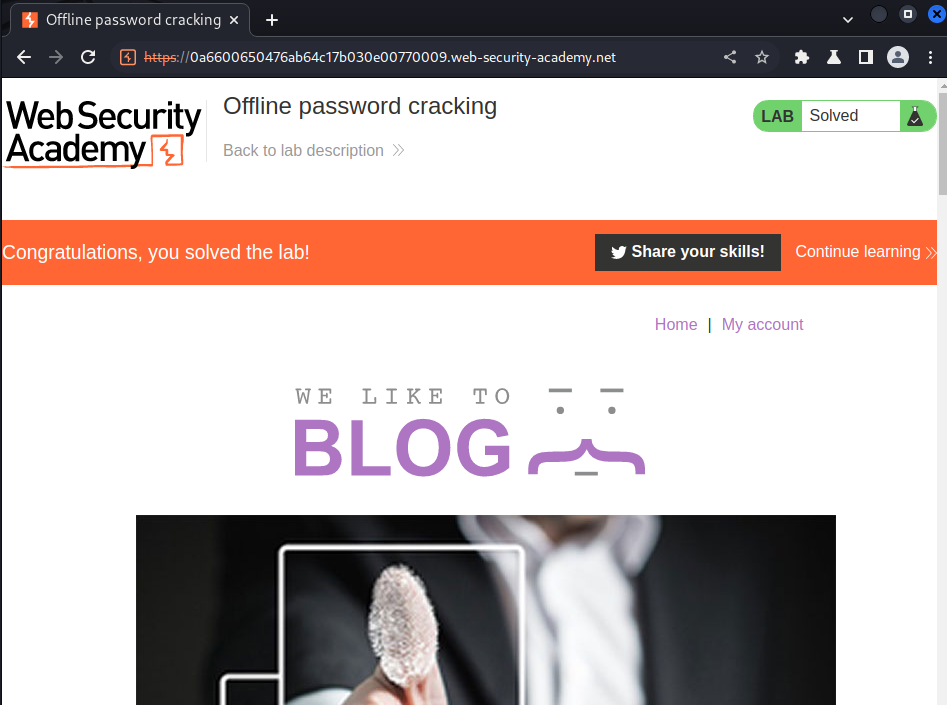 Offline password cracking
https://0a6600650476ab64c17b030e00770009.web-security-academy.net
Web Security
Academy
Offline password cracking
Back to lab description
LAB Solved
Congratulations, you solved the lab!
Share your skills!
Continue learning
Home | My account
WE LIKE TO
BLOG